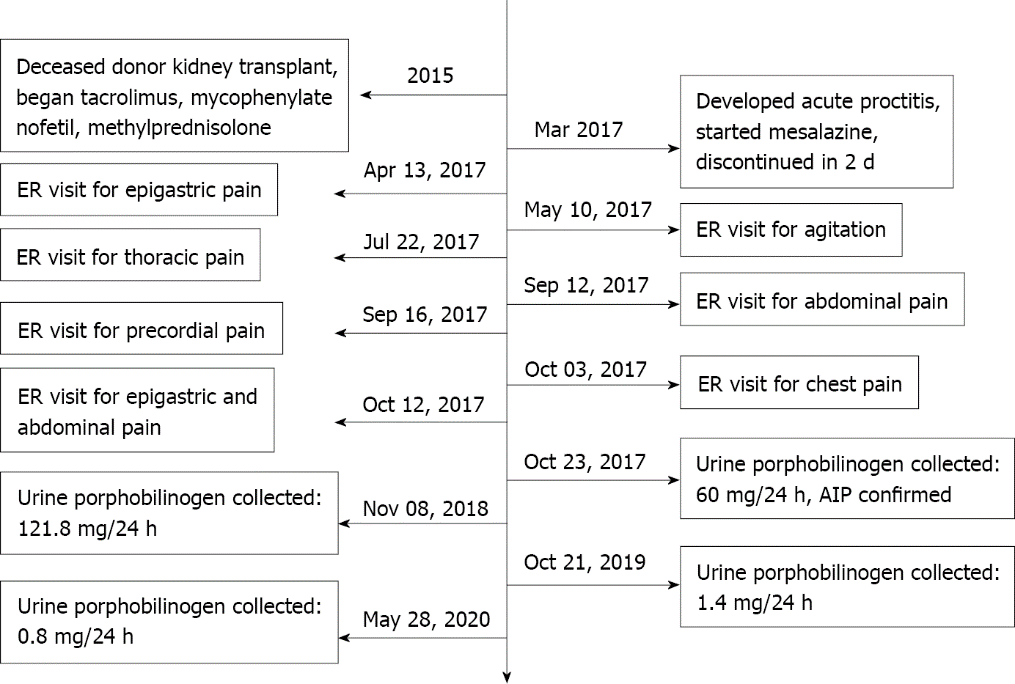 2015
Deceased donor kidney transplant,
began tacrolimus, mycophenylate
nofetil, methylprednisolone
Mar 2017
Developed acute proctitis,
started mesalazine,
discontinued in 2 d
Apr 13, 2017
ER visit for epigastric pain
May 10, 2017
ER visit for agitation
Jul 22, 2017
ER visit for thoracic pain
Sep 12, 2017
ER visit for abdominal pain
Sep 16, 2017
ER visit for precordial pain
Oct 03, 2017
ER visit for chest pain
Oct 12, 2017
ER visit for epigastric and
abdominal pain
Oct 23, 2017
Urine porphobilinogen collected:
60 mg/24 h, AIP confirmed
Nov 08, 2018
Urine porphobilinogen collected:
121.8 mg/24 h
Oct 21, 2019
Urine porphobilinogen collected:
1.4 mg/24 h
May 28, 2020
Urine porphobilinogen collected:
0.8 mg/24 h